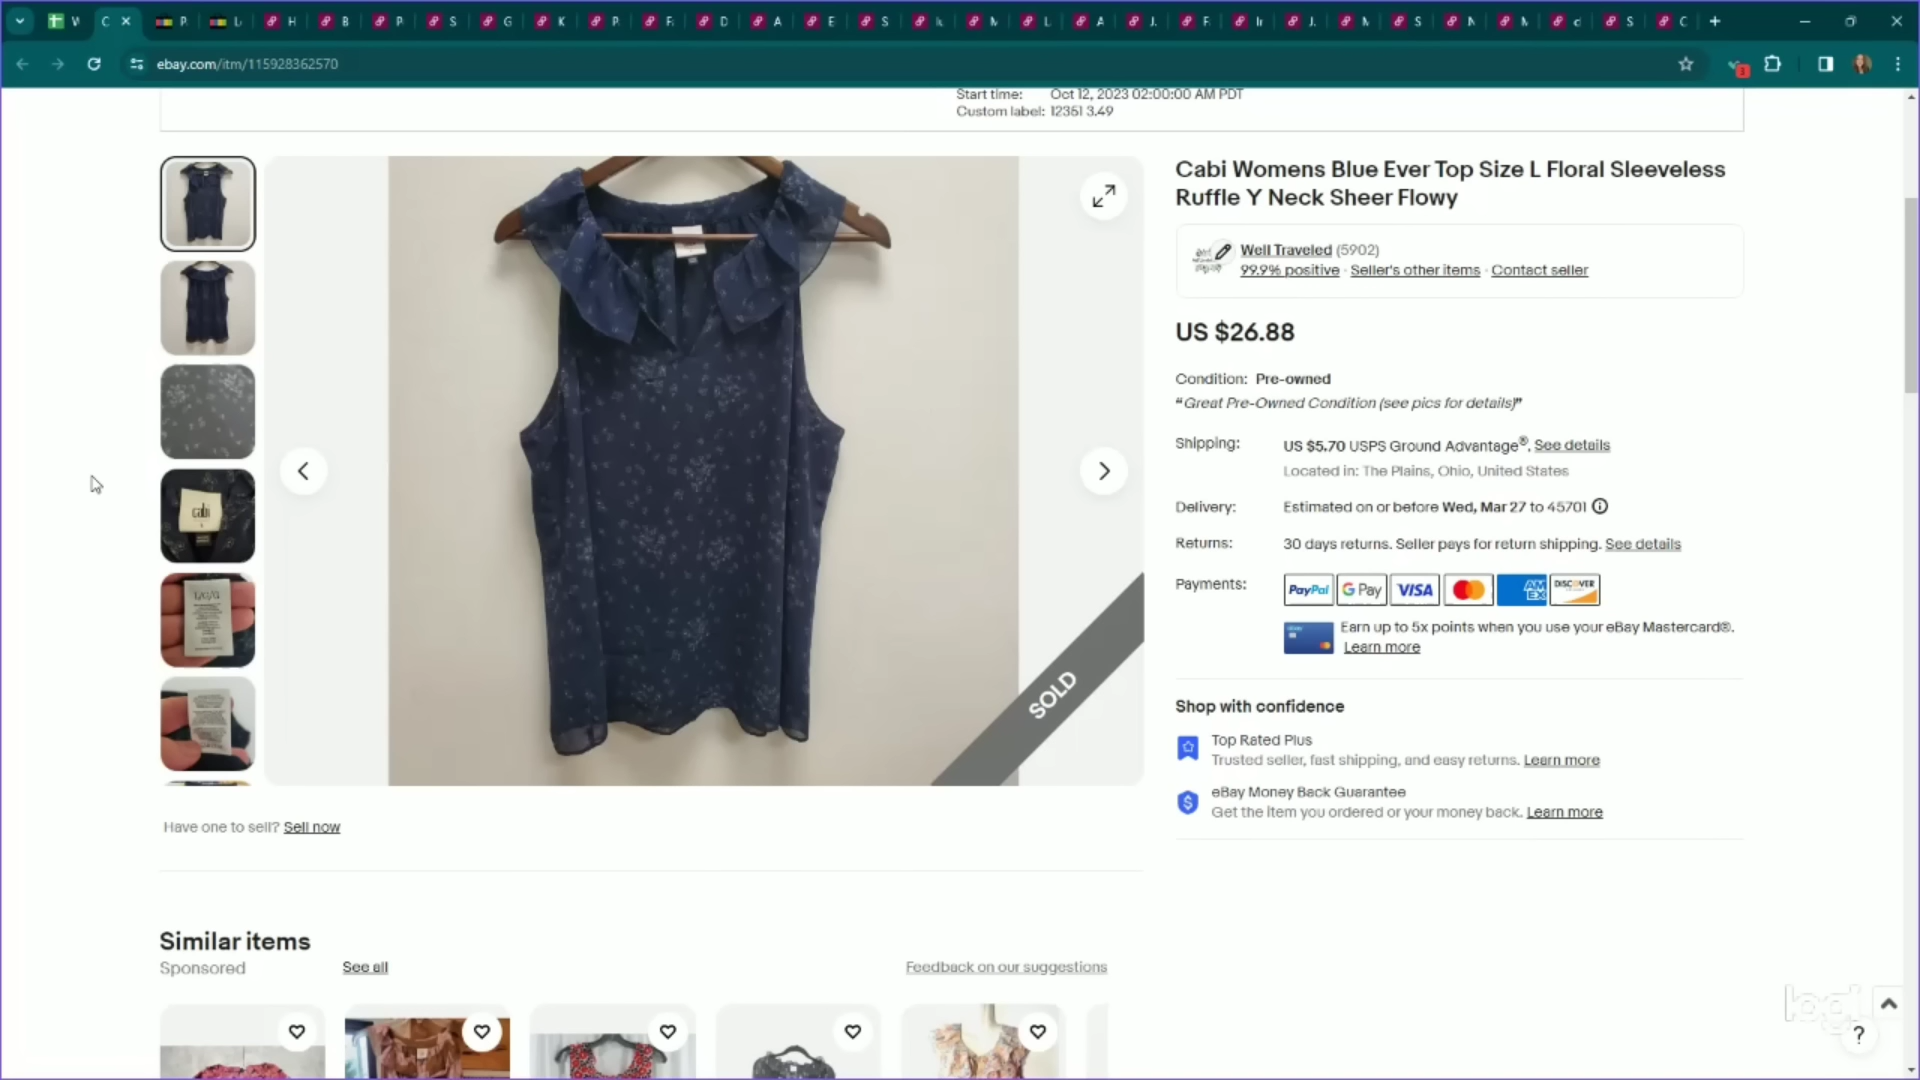 ebay.com/itm/115928362570
Start time: Oct 12, 2023 02:00:00 AM PDT
Custom label: 12351 3.49
Cabi Womens Blue Ever Top Size L Floral Sleeveless
Ruffle Y Neck Sheer Flowy
Well Traveled (5902)
99.9% positive · Seller's other items · Contact seller
US $26.88
Condition: Pre-owned
"Great Pre-Owned Condition (see pics for details)"
Shipping: US $5.70 USPS Ground Advantage®. See details
Located in: The Plains, Ohio, United States
Delivery: Estimated on or before Wed, Mar 27 to 45701
Returns: 30 days returns. Seller pays for return shipping. See details
Payments: PayPal G Pay VISA AM EX DISCOVER
Earn up to 5x points when you use your eBay Mastercard®.
Learn more
Shop with confidence
Top Rated Plus
Trusted seller, fast shipping, and easy returns. Learn more
eBay Money Back Guarantee
Get the item you ordered or your money back. Learn more
cabi
SOLD
Have one to sell? Sell now
Similar items
Sponsored See all Feedback on our suggestions
logi
?